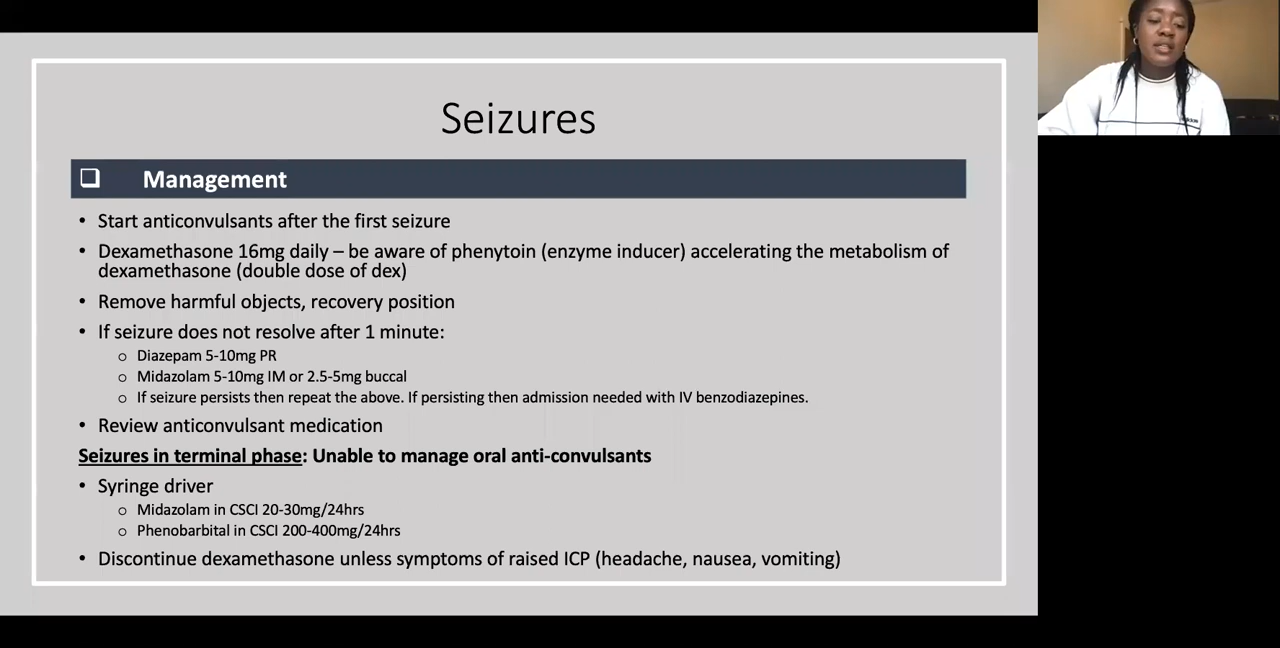 Seizures
❑ Management
• Start anticonvulsants after the first seizure
• Dexamethasone 16mg daily – be aware of phenytoin (enzyme inducer) accelerating the metabolism of
dexamethasone (double dose of dex)
• Remove harmful objects, recovery position
• If seizure does not resolve after 1 minute:
o Diazepam 5-10mg PR
o Midazolam 5-10mg IM or 2.5-5mg buccal
o If seizure persists then repeat the above. If persisting then admission needed with IV benzodiazepines.
• Review anticonvulsant medication
Seizures in terminal phase: Unable to manage oral anti-convulsants
• Syringe driver
o Midazolam in CSCI 20-30mg/24hrs
o Phenobarbital in CSCI 200-400mg/24hrs
• Discontinue dexamethasone unless symptoms of raised ICP (headache, nausea, vomiting)
adidas